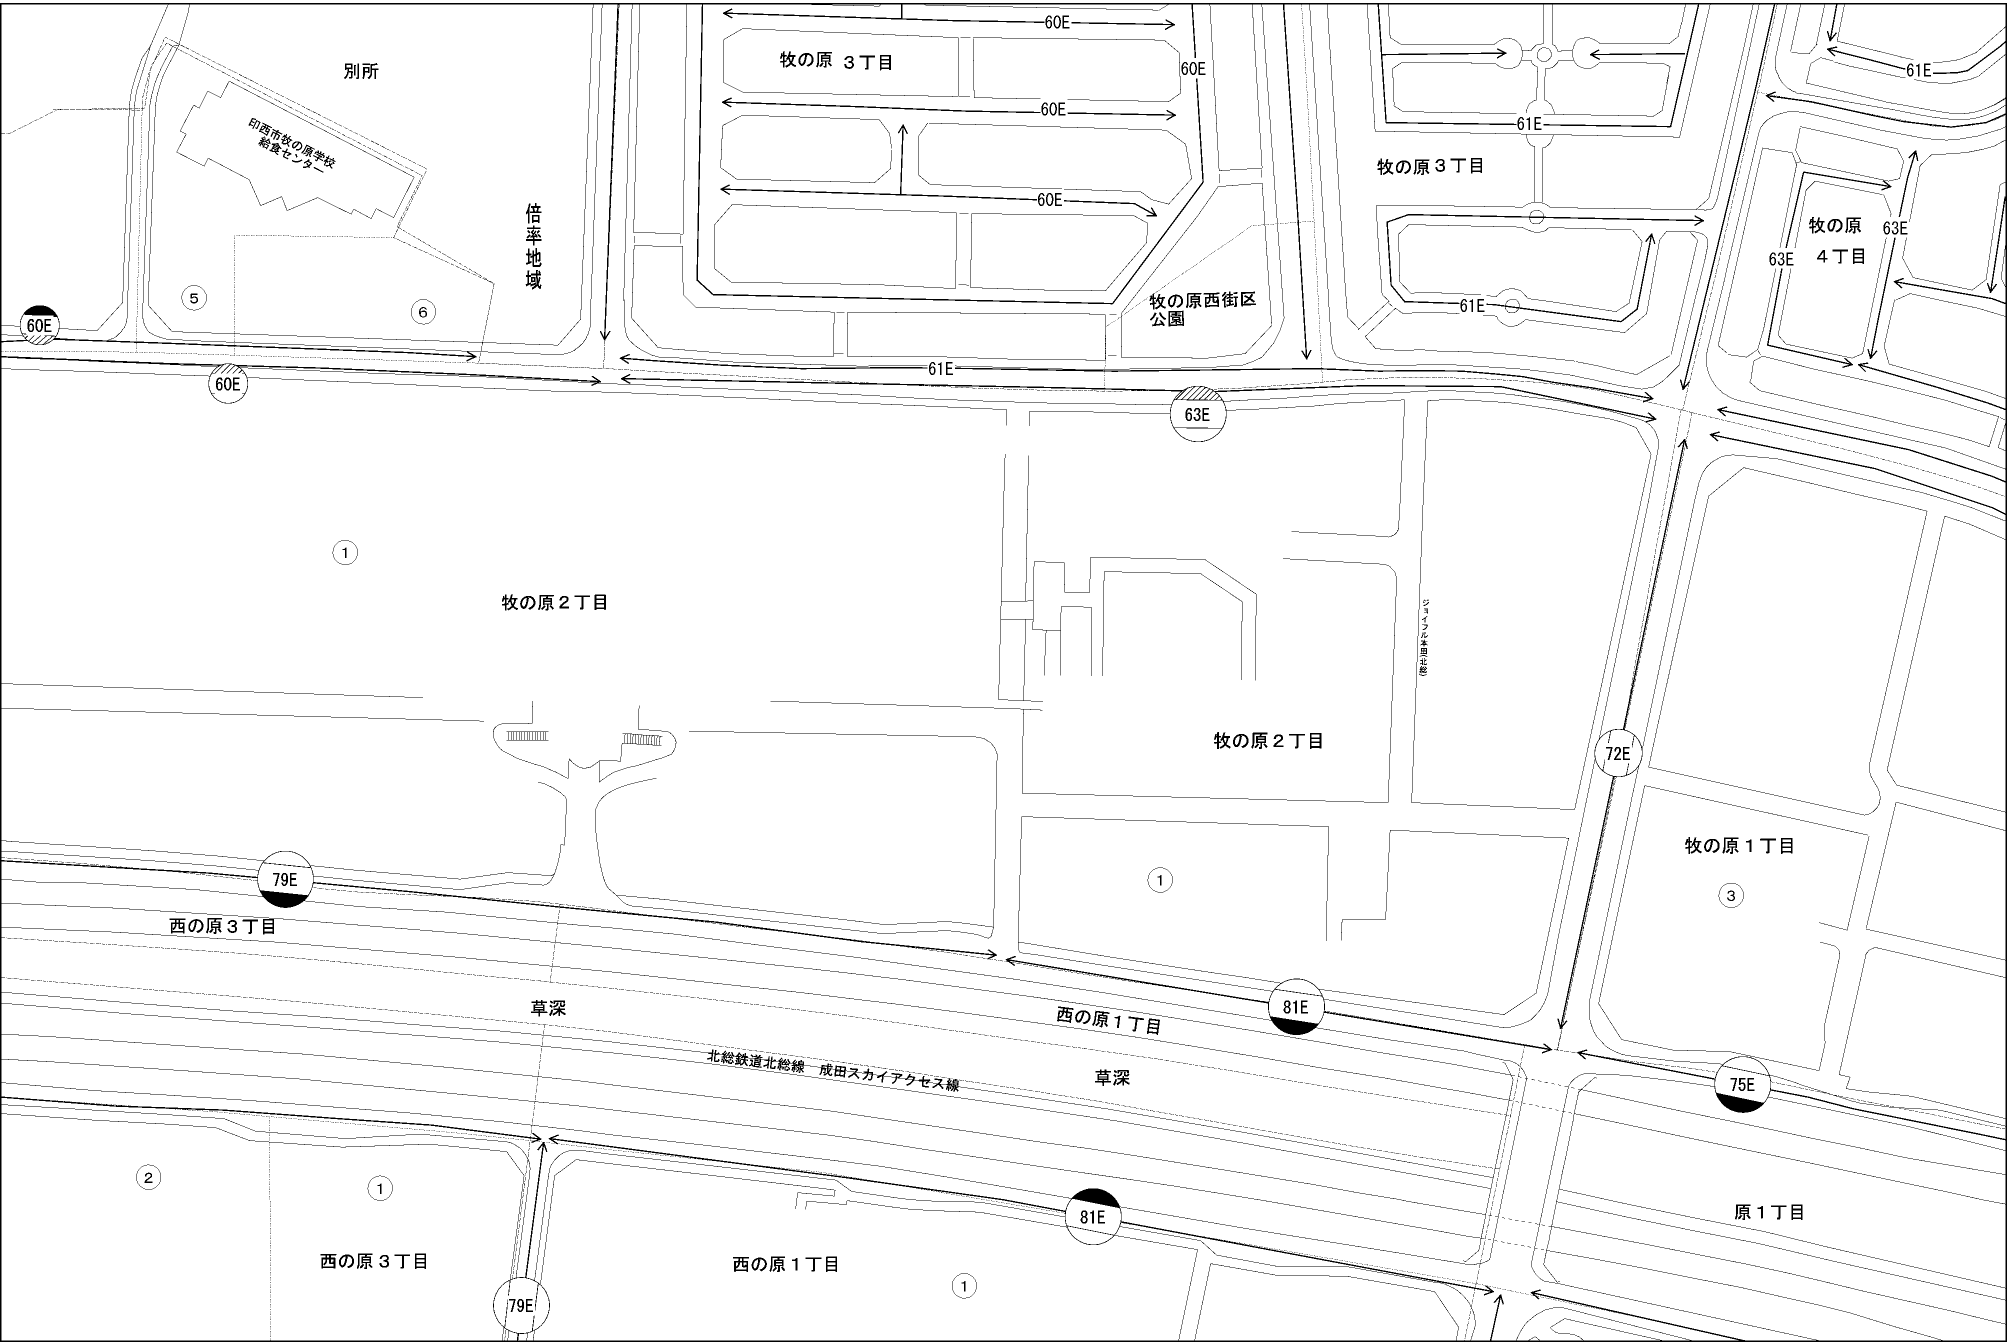 60E
別所
牧の原 3丁目
60E
61E
60E
61E
印西市牧の原学校
給食センター
牧の原3丁目
60E
倍率地域
牧の原
4丁目
63E
63E
5
6
牧の原西街区
公園
61E
60E
60E
61E
63E
1
牧の原2丁目
ジョイフル本田(北総)
牧の原2丁目
72E
牧の原1丁目
3
79E
1
西の原3丁目
草深
81E
西の原1丁目
北総鉄道北総線 成田スカイアクセス線
草深
75E
2
1
81E
原1丁目
西の原3丁目
西の原1丁目
1
79E